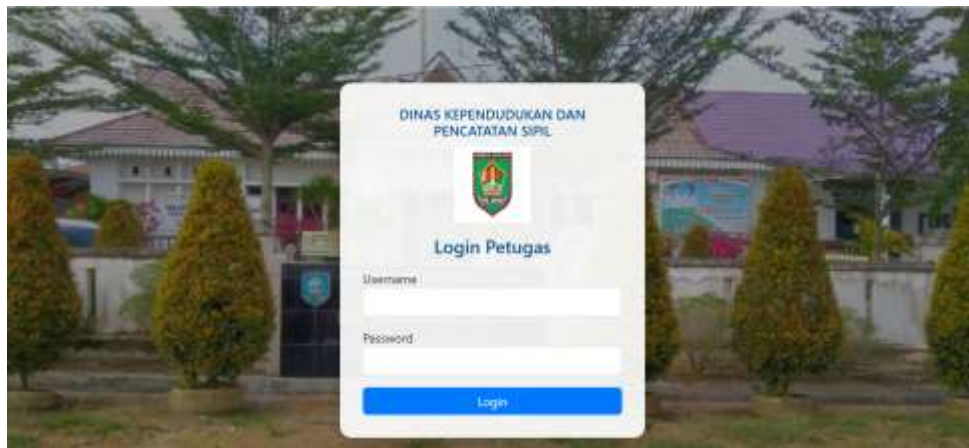 DINAS KEPENDUDUKAN DAN
PENCATATAN SIPIL
Login Petugas
Username
Password
Login